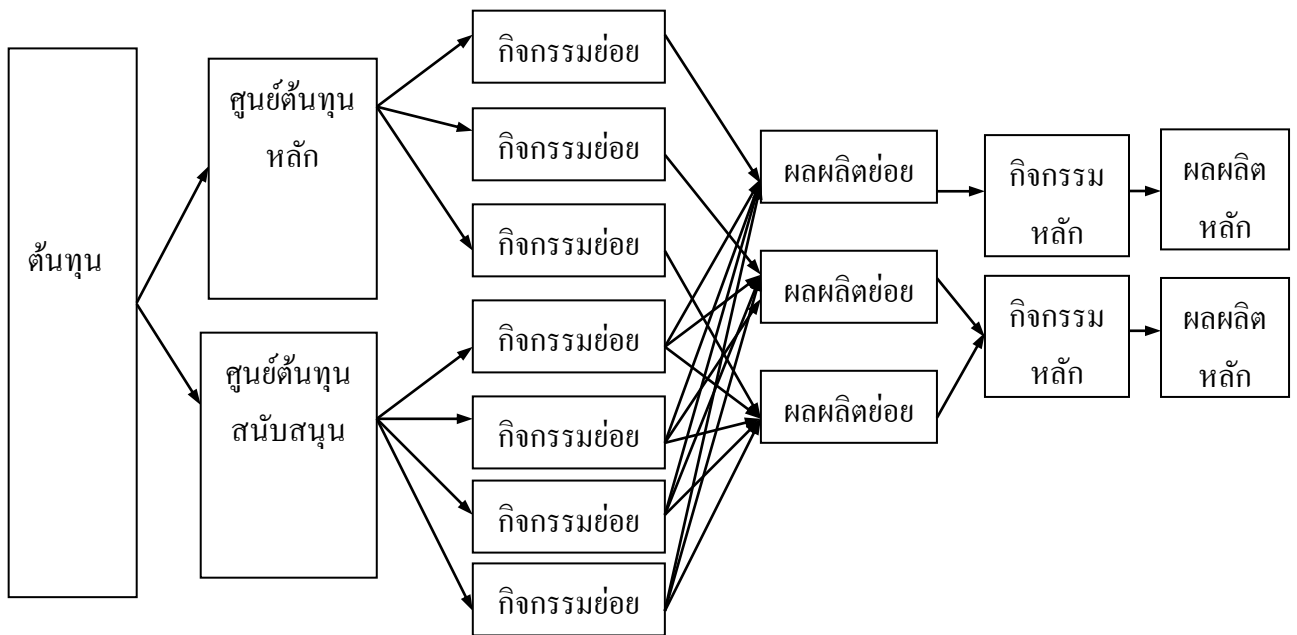 ต้นทุน
ศูนย์ต้นทุน
หลัก
ศูนย์ต้นทุน
สนับสนุน
กิจกรรมย่อย
กิจกรรมย่อย
กิจกรรมย่อย
กิจกรรมย่อย
กิจกรรมย่อย
กิจกรรมย่อย
กิจกรรมย่อย
ผลผลิตย่อย
ผลผลิตย่อย
ผลผลิตย่อย
กิจกรรม
หลัก
กิจกรรม
หลัก
ผลผลิต
หลัก
ผลผลิต
หลัก